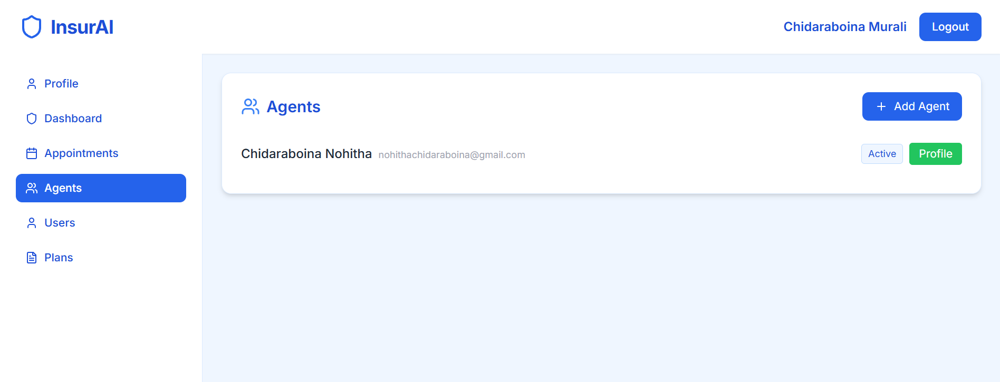 InsurAI
Chidaraboina Murali
Logout
Profile
Dashboard
Appointments
Agents
Users
Plans
Agents
Add Agent
Chidaraboina Nohitha nohithachidaraboina@gmail.com
Active
Profile